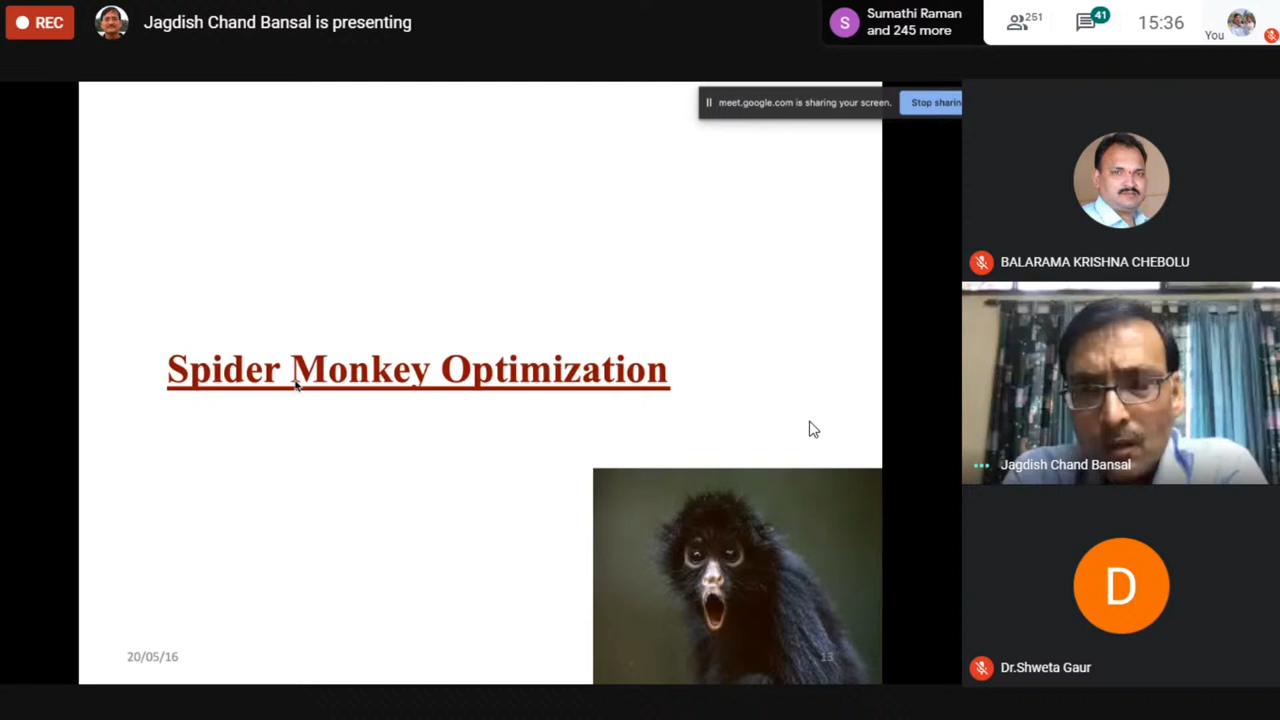 REC
Jagdish Chand Bansal is presenting
S
Sumathi Raman
and 245 more
251
41
15:36
You
meet.google.com is sharing your screen.
Stop sharin
BALARAMA KRISHNA CHEBOLU
Spider Monkey Optimization
Jagdish Chand Bansal
D
20/05/16
13
Dr.Shweta Gaur